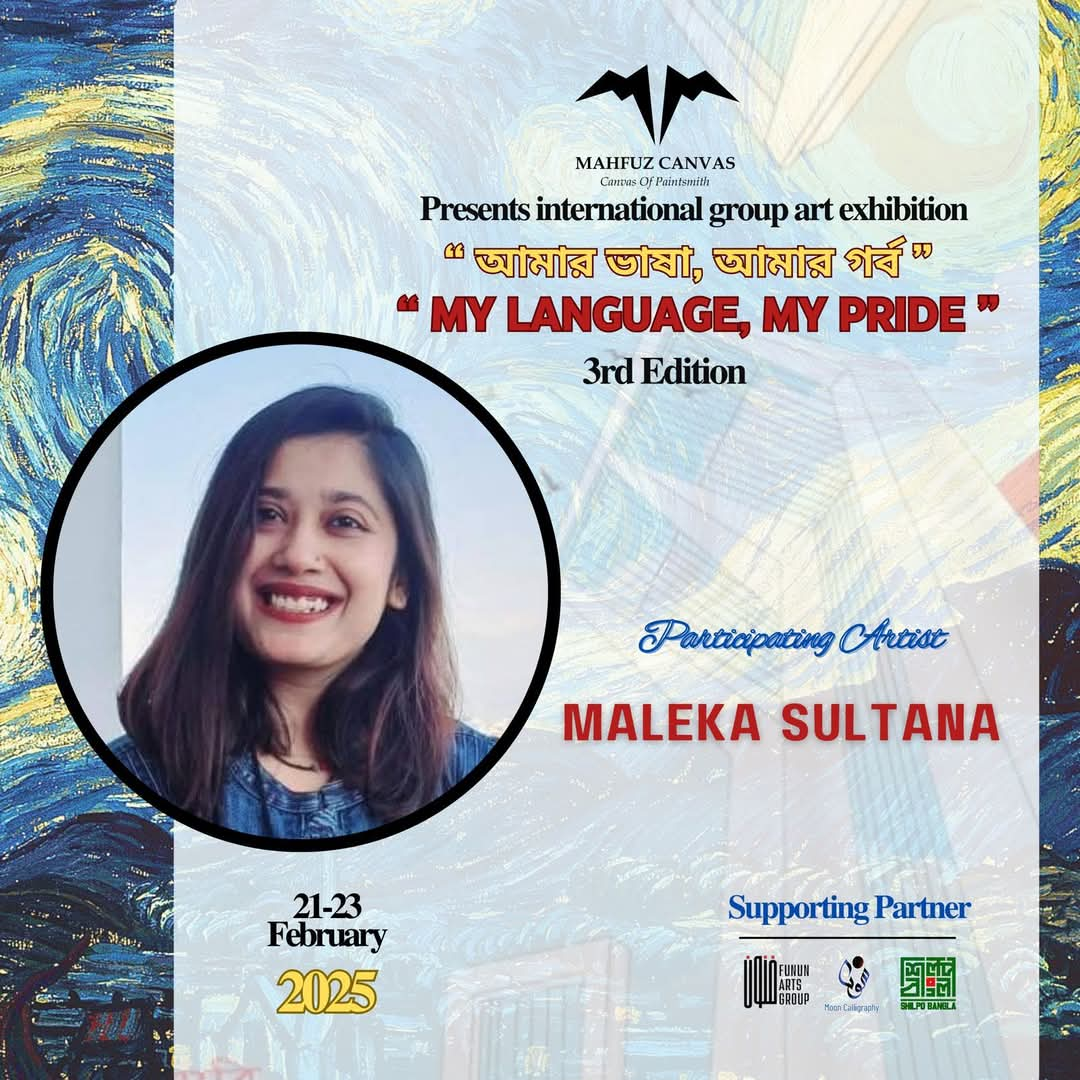 MAHFUZ CANVAS
Canvas Of Paintsmith
Presents international group art exhibition
“ আমার ভাষা, আমার গর্ব ”
“ MY LANGUAGE, MY PRIDE ”
3rd Edition
Participating Artist
MALEKA SULTANA
21-23
February
2025
Supporting Partner
فنون
FUNUN
ARTS
GROUP
Moon Calligraphy
SHILPO BANGLA